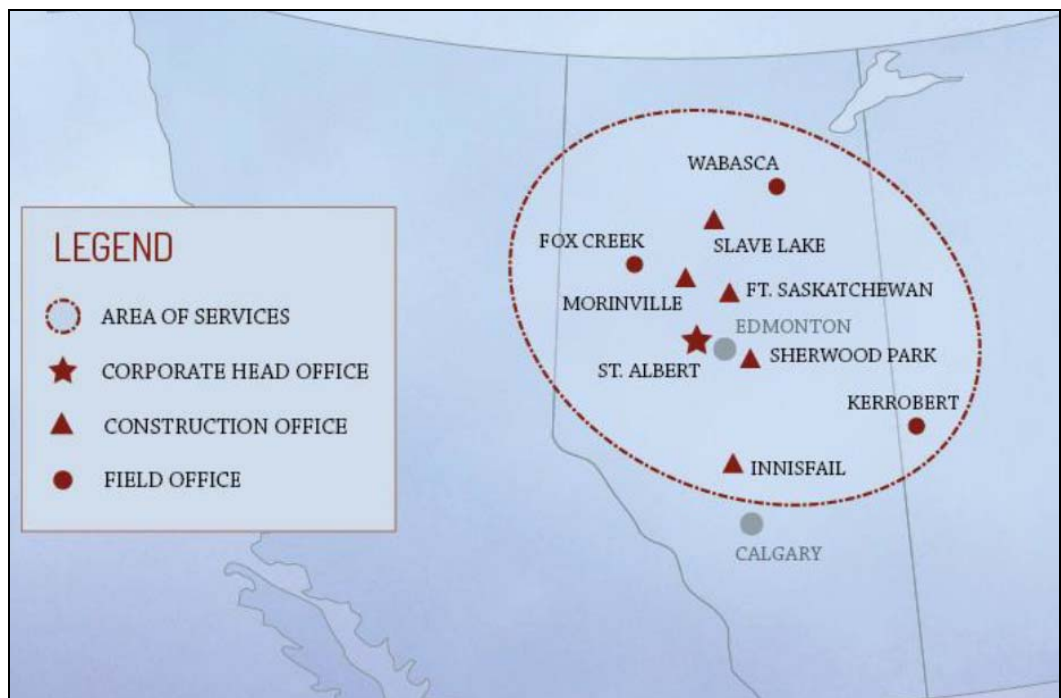 LEGEND
AREA OF SERVICES
CORPORATE HEAD OFFICE
CONSTRUCTION OFFICE
FIELD OFFICE
WABASCA
SLAVE LAKE
FOX CREEK
MORINVILLE
FT. SASKATCHEWAN
EDMONTON
ST. ALBERT
SHERWOOD PARK
KERROBERT
INNISFAIL
CALGARY